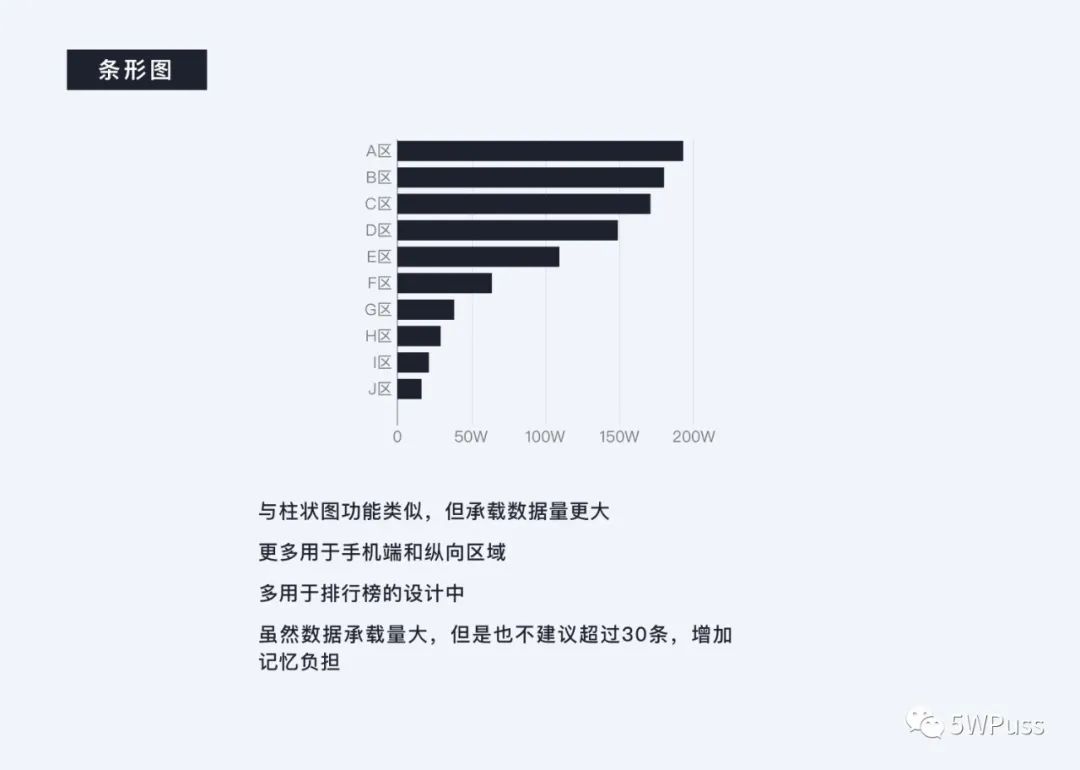 条形图
A区
B区
C区
D区
E区
F区
G区
H区
I区
J区
0 50W 100W 150W 200W
与柱状图功能类似，但承载数据量更大
更多用于手机端和纵向区域
多用于排行榜的设计中
虽然数据承载量大，但是也不建议超过30条，增加
记忆负担
5WPuss